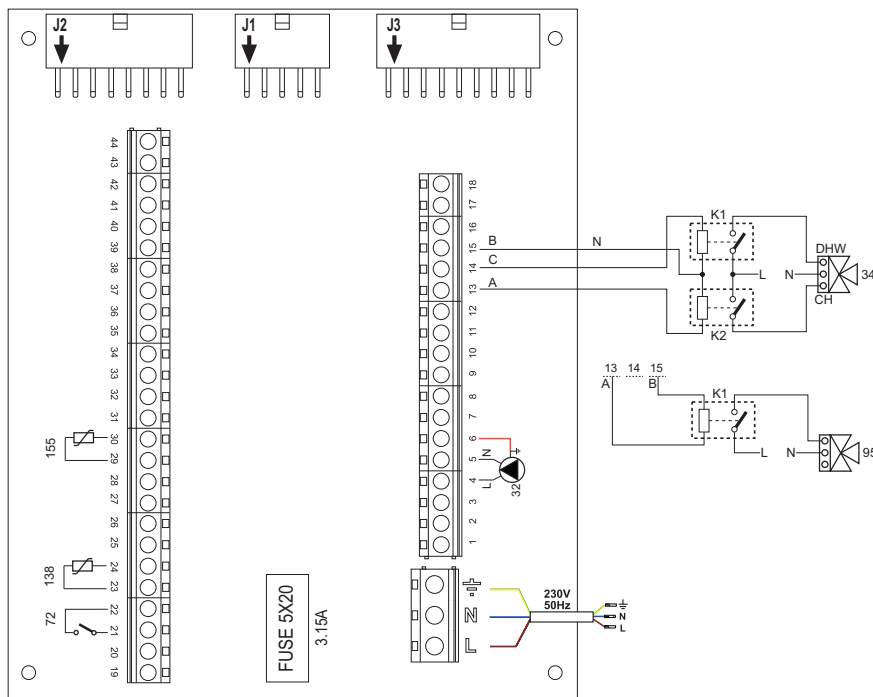 J2
J1
J3
44
43
42
41
40
39
38
37
36
35
34
33
32
31
30
29
28
27
26
25
24
23
22
21
20
19
155
138
72
18
17
16
15
14
13
12
11
10
9
8
7
6
5
4
3
2
1
B
C
A
N
N
L
32
K1
L
K2
DHW
N
CH
34
13 14 15
A B
K1
L
N
95
FUSE 5X20
3.15A
N
L
230V
50Hz
N
L